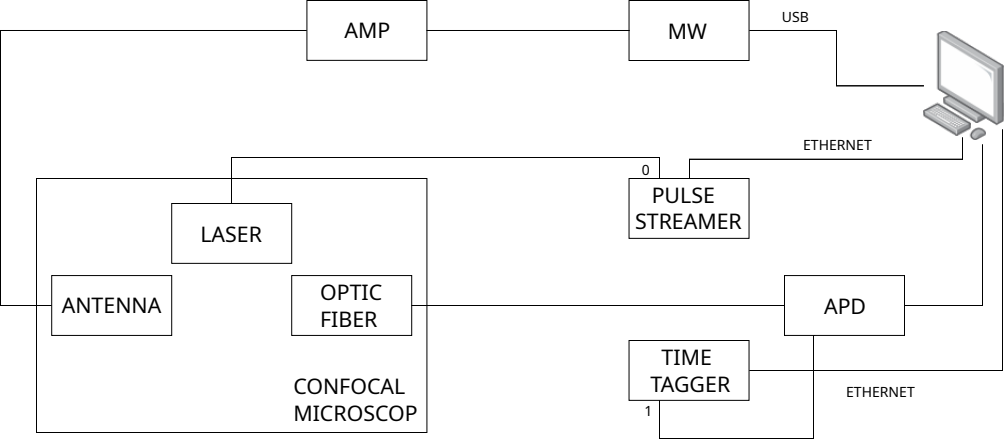 AMP
MW
USB
ETHERNET
0
PULSE
STREAMER
LASER
ANTENNA
OPTIC
FIBER
APD
TIME
TAGGER
1
ETHERNET
CONFOCAL
MICROSCOP